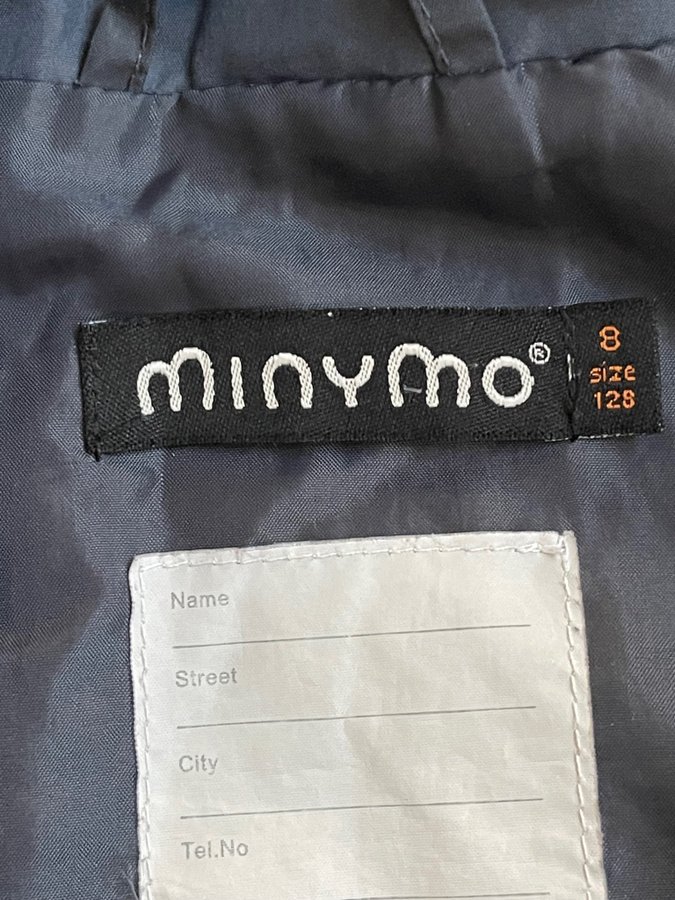 minymo®
8
size
128
Name
Street
City
Tel.No